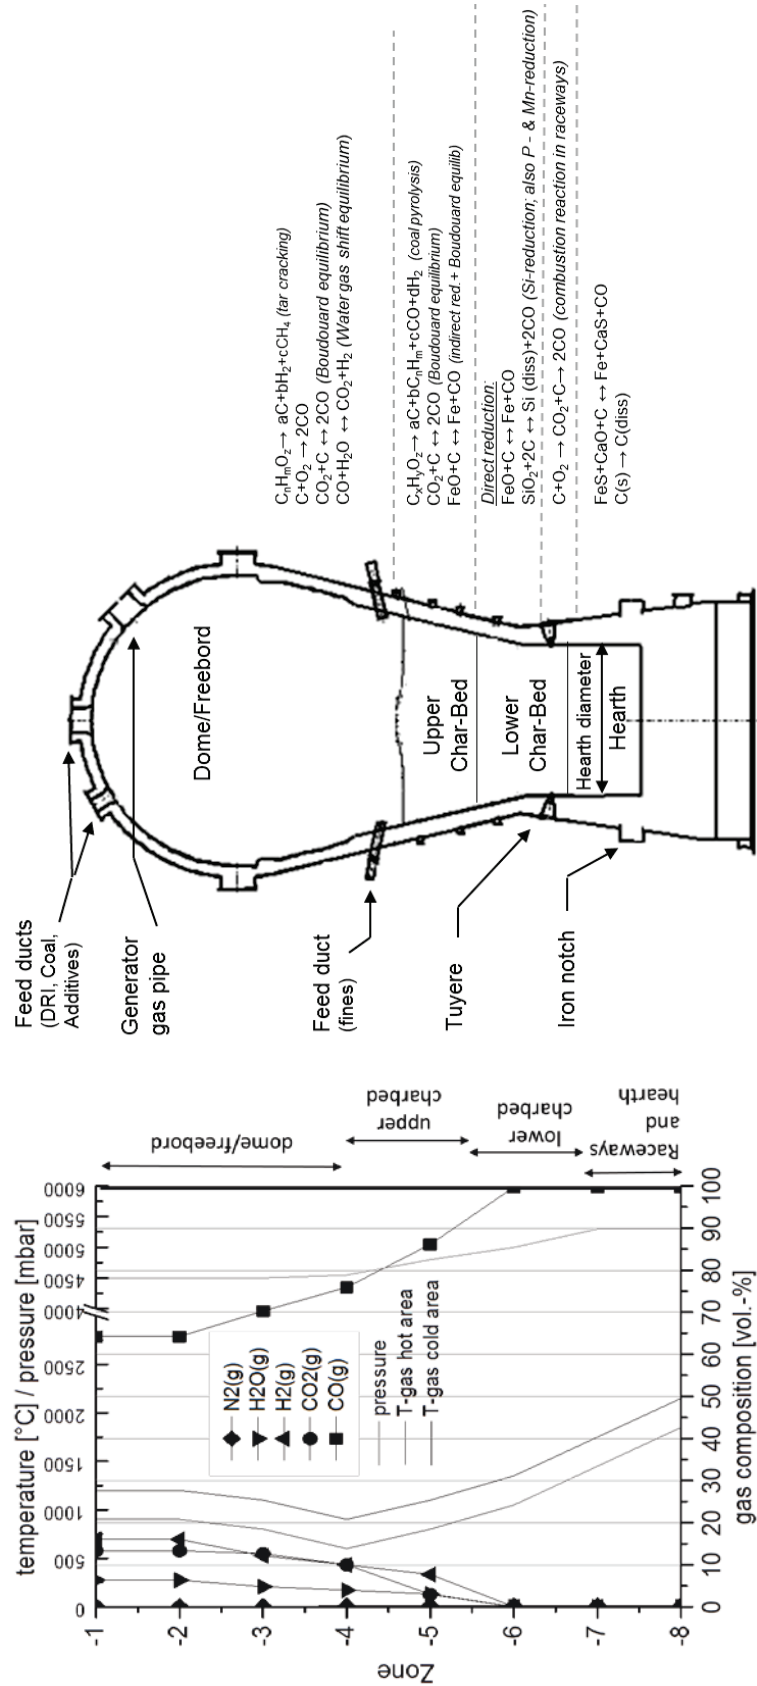 temperature [°C] / pressure [mbar]
0
500
1000
1500
2000
2500
4000
4500
5000
5500
6000
Zone
-1
-2
-3
-4
-5
-6
-7
-8
N2(g)
H2O(g)
H2(g)
CO2(g)
CO(g)
pressure
T-gas hot area
T-gas cold area
0
10
20
30
40
50
60
70
80
90
100
gas composition [vol.-%]
dome/freebord
upper
charbed
lower
charbed
Raceways
and
hearth
Feed ducts
(DRI, Coal,
Additives)
Generator
gas pipe
Feed duct
(fines)
Tuyere
Iron notch
Dome/Freebord
Upper
Char-Bed
Lower
Char-Bed
Hearth diameter
Hearth
CnHmOz→ aC+bH2+cCH4 (tar cracking)
C+O2 → 2CO
CO2+C ↔ 2CO (Boudouard equilibrium)
CO+H2O ↔ CO2+H2 (Water gas shift equilibrium)
CxHyOz→ aC+bCnHm+cCO+dH2 (coal pyrolysis)
CO2+C ↔ 2CO (Boudouard equilibrium)
FeO+C ↔ Fe+CO (indirect red.+ Boudouard equilib)
Direct reduction:
FeO+C ↔ Fe+CO
SiO2+2C ↔ Si (diss)+2CO (Si-reduction; also P - & Mn-reduction)
C+O2 → CO2+C→ 2CO (combustion reaction in raceways)
FeS+CaO+C ↔ Fe+CaS+CO
C(s) → C(diss)